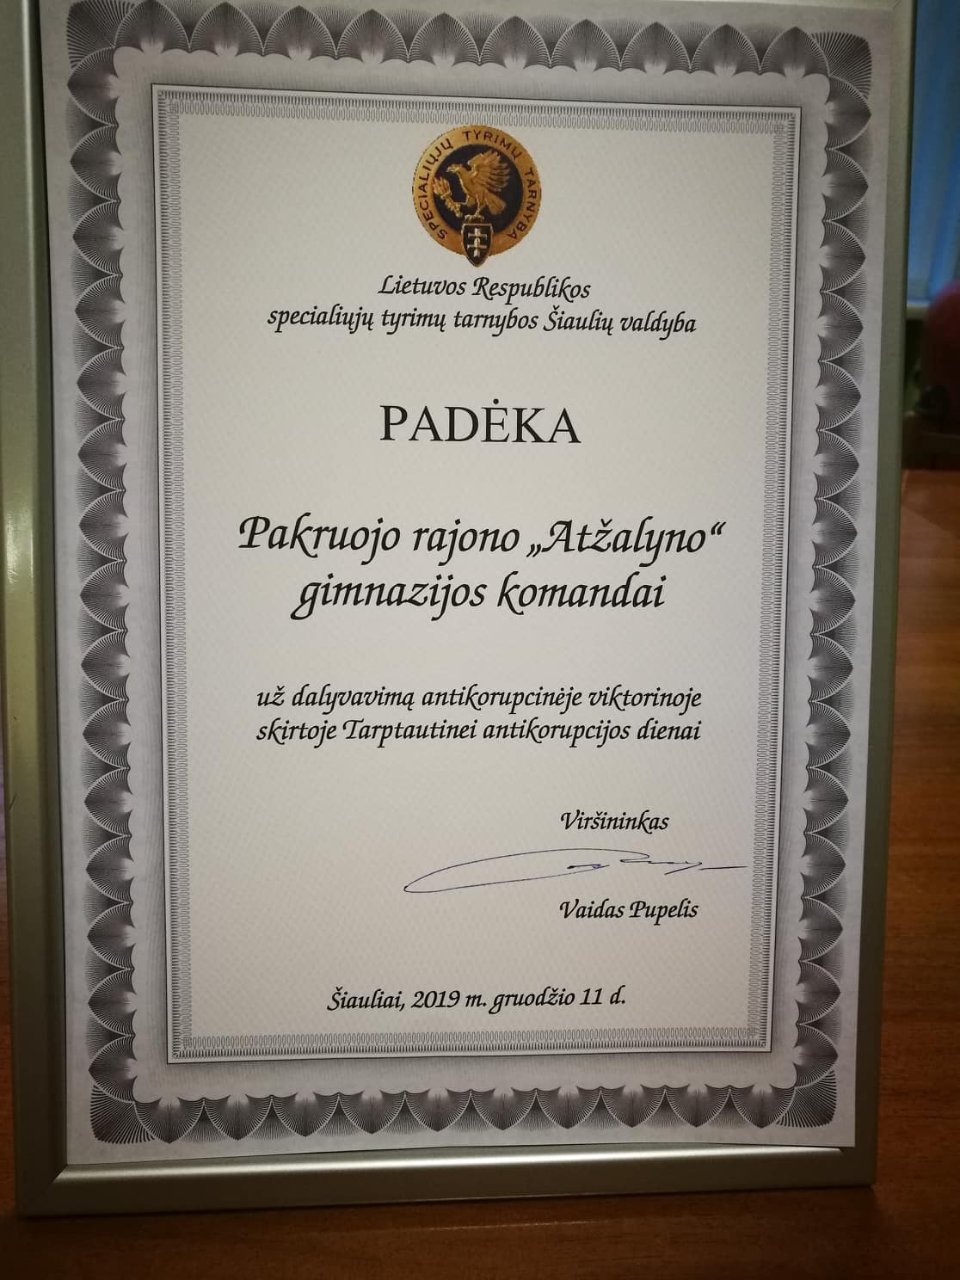 SPECIALIŲJŲ TYRIMŲ TARNYBA
Lietuvos Respublikos
specialiųjų tyrimų tarnybos Šiaulių valdyba
PADĖKA
Pakruojo rajono „Atžalyno“
gimnazijos komandai
už dalyvavimą antikorupcinėje viktorinoje
skirtoje Tarptautinei antikorupcijos dienai
Viršininkas
Vaidas Pupelis
Šiauliai, 2019 m. gruodžio 11 d.